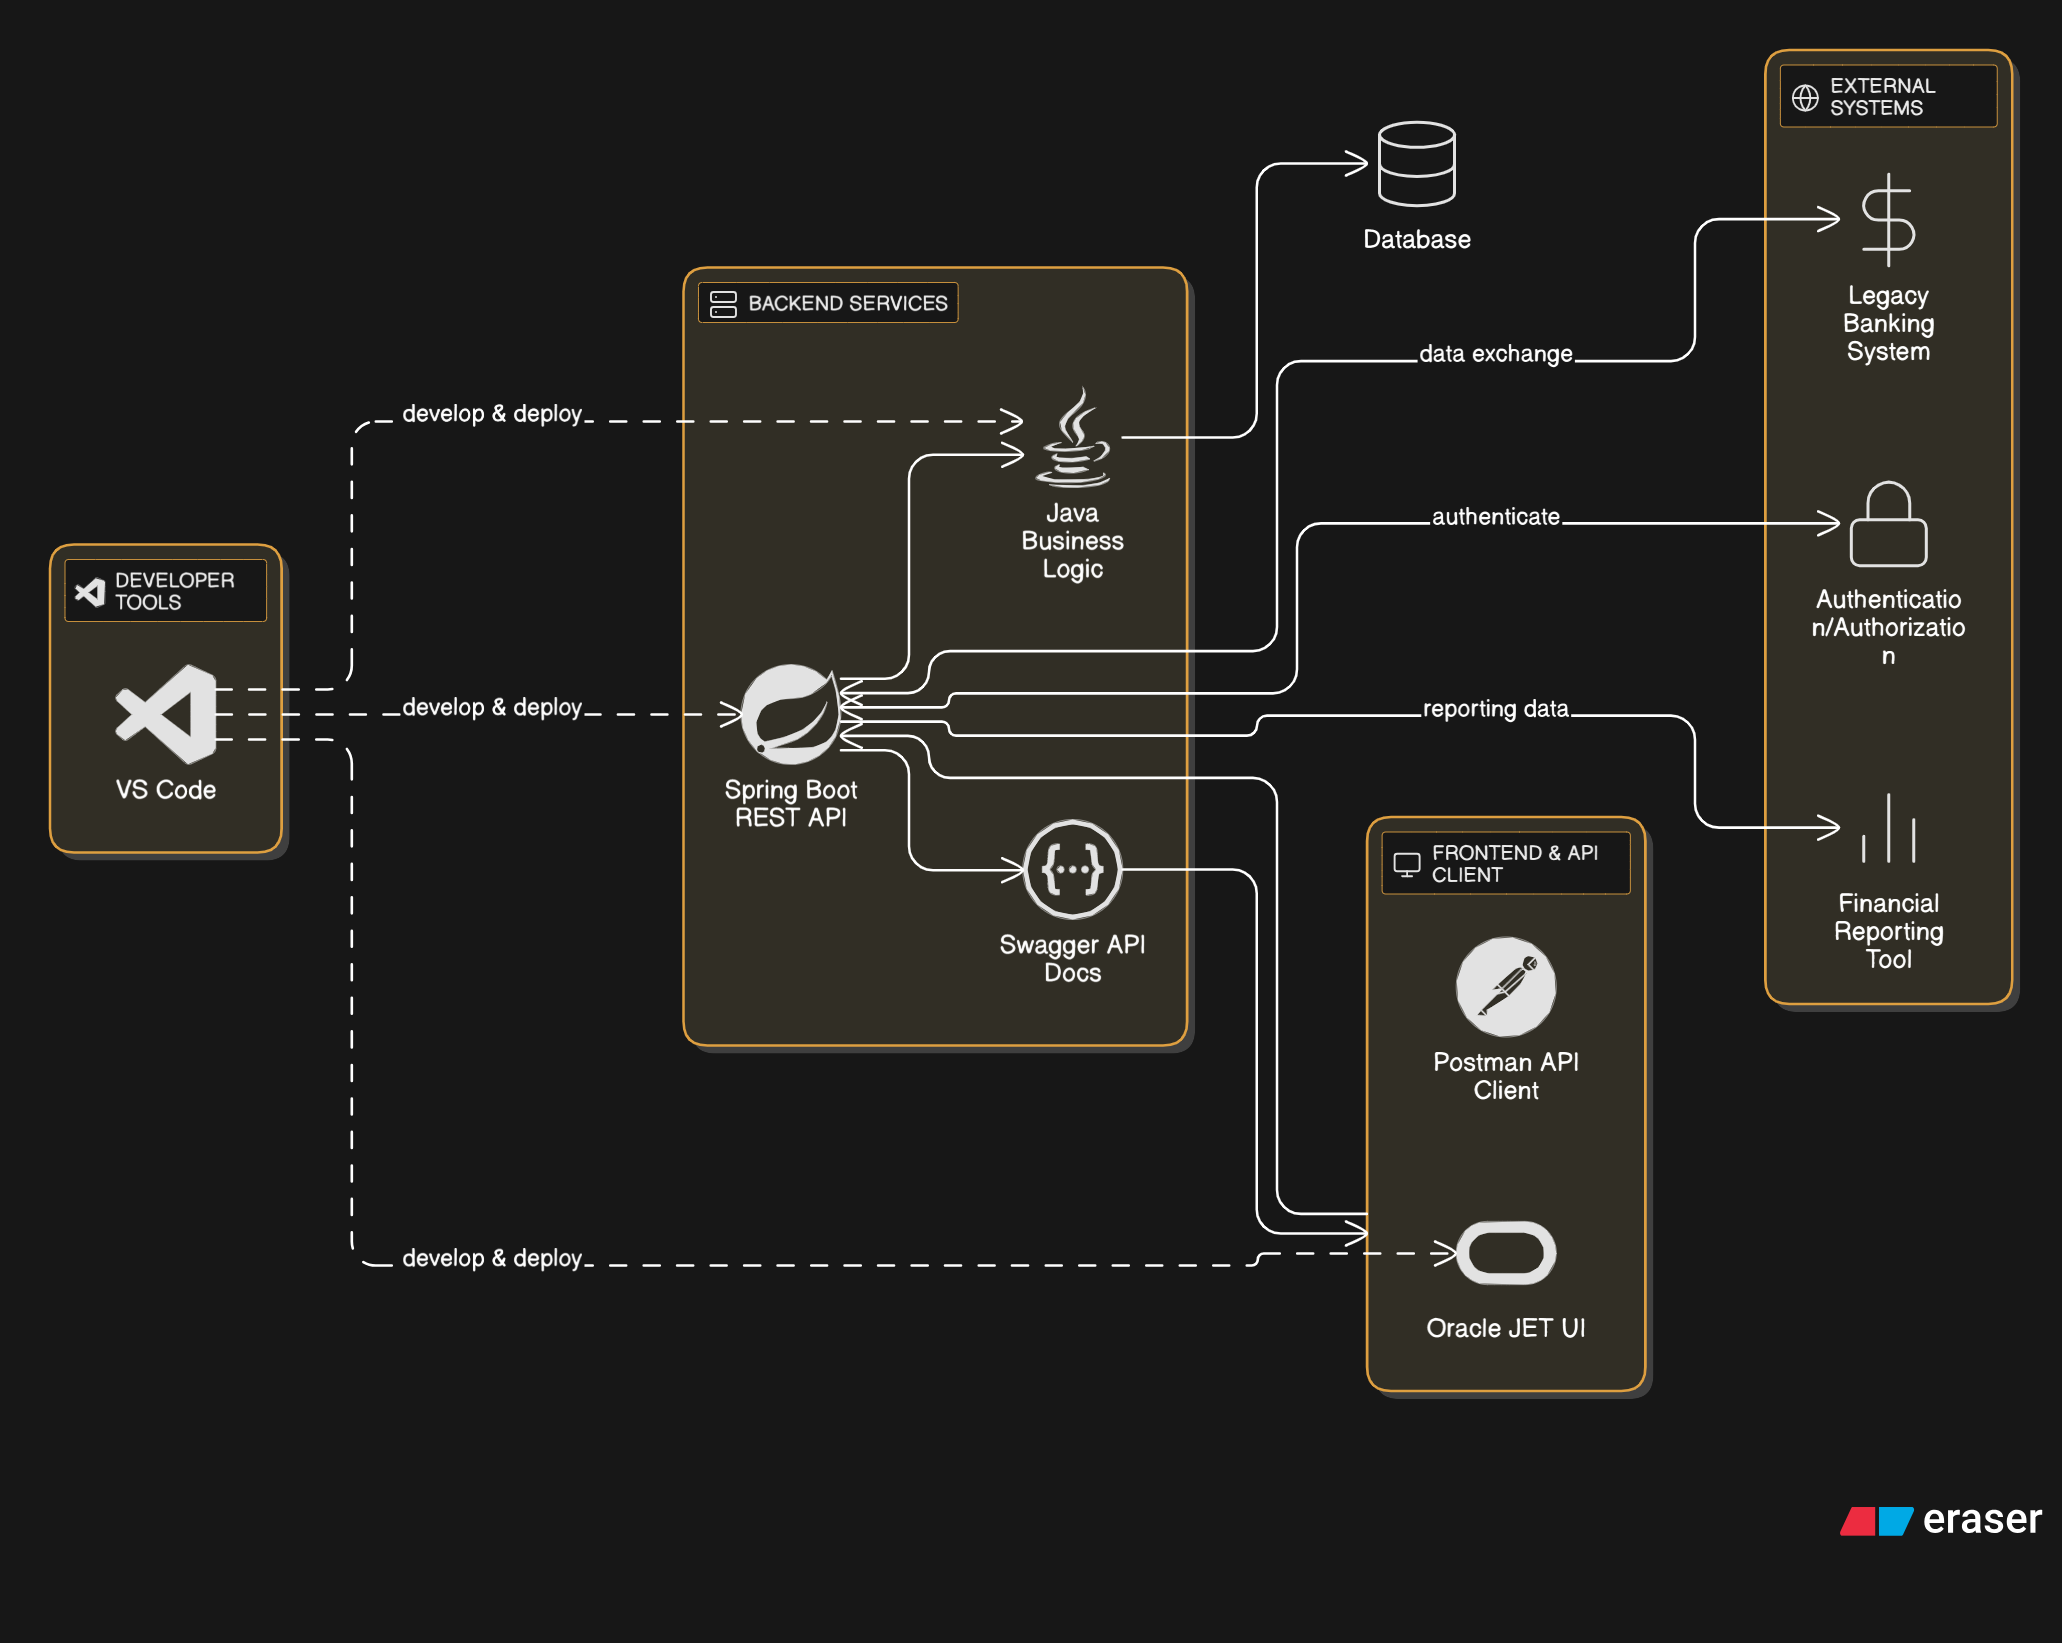 EXTERNAL
SYSTEMS
Legacy
Banking
System
Database
data exchange
BACKEND SERVICES
develop & deploy
Java
Business
Logic
authenticate
Authenticatio
n/Authorizatio
n
DEVELOPER
TOOLS
VS Code
develop & deploy
Spring Boot
REST API
reporting data
Swagger API
Docs
FRONTEND & API
CLIENT
Postman API
Client
Financial
Reporting
Tool
develop & deploy
Oracle JET UI
eraser